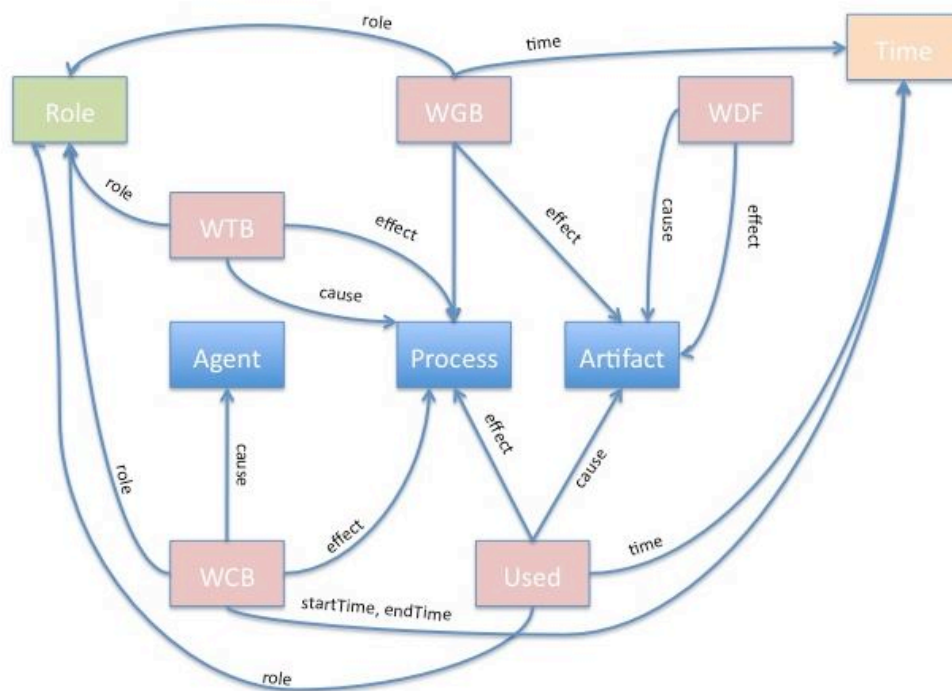 role
time
Time
Role
WGB
WDF
role
WTB
effect
effect
cause
effect
cause
Agent
Process
Artifact
role
cause
effect
effect
cause
WCB
Used
time
startTime, endTime
role